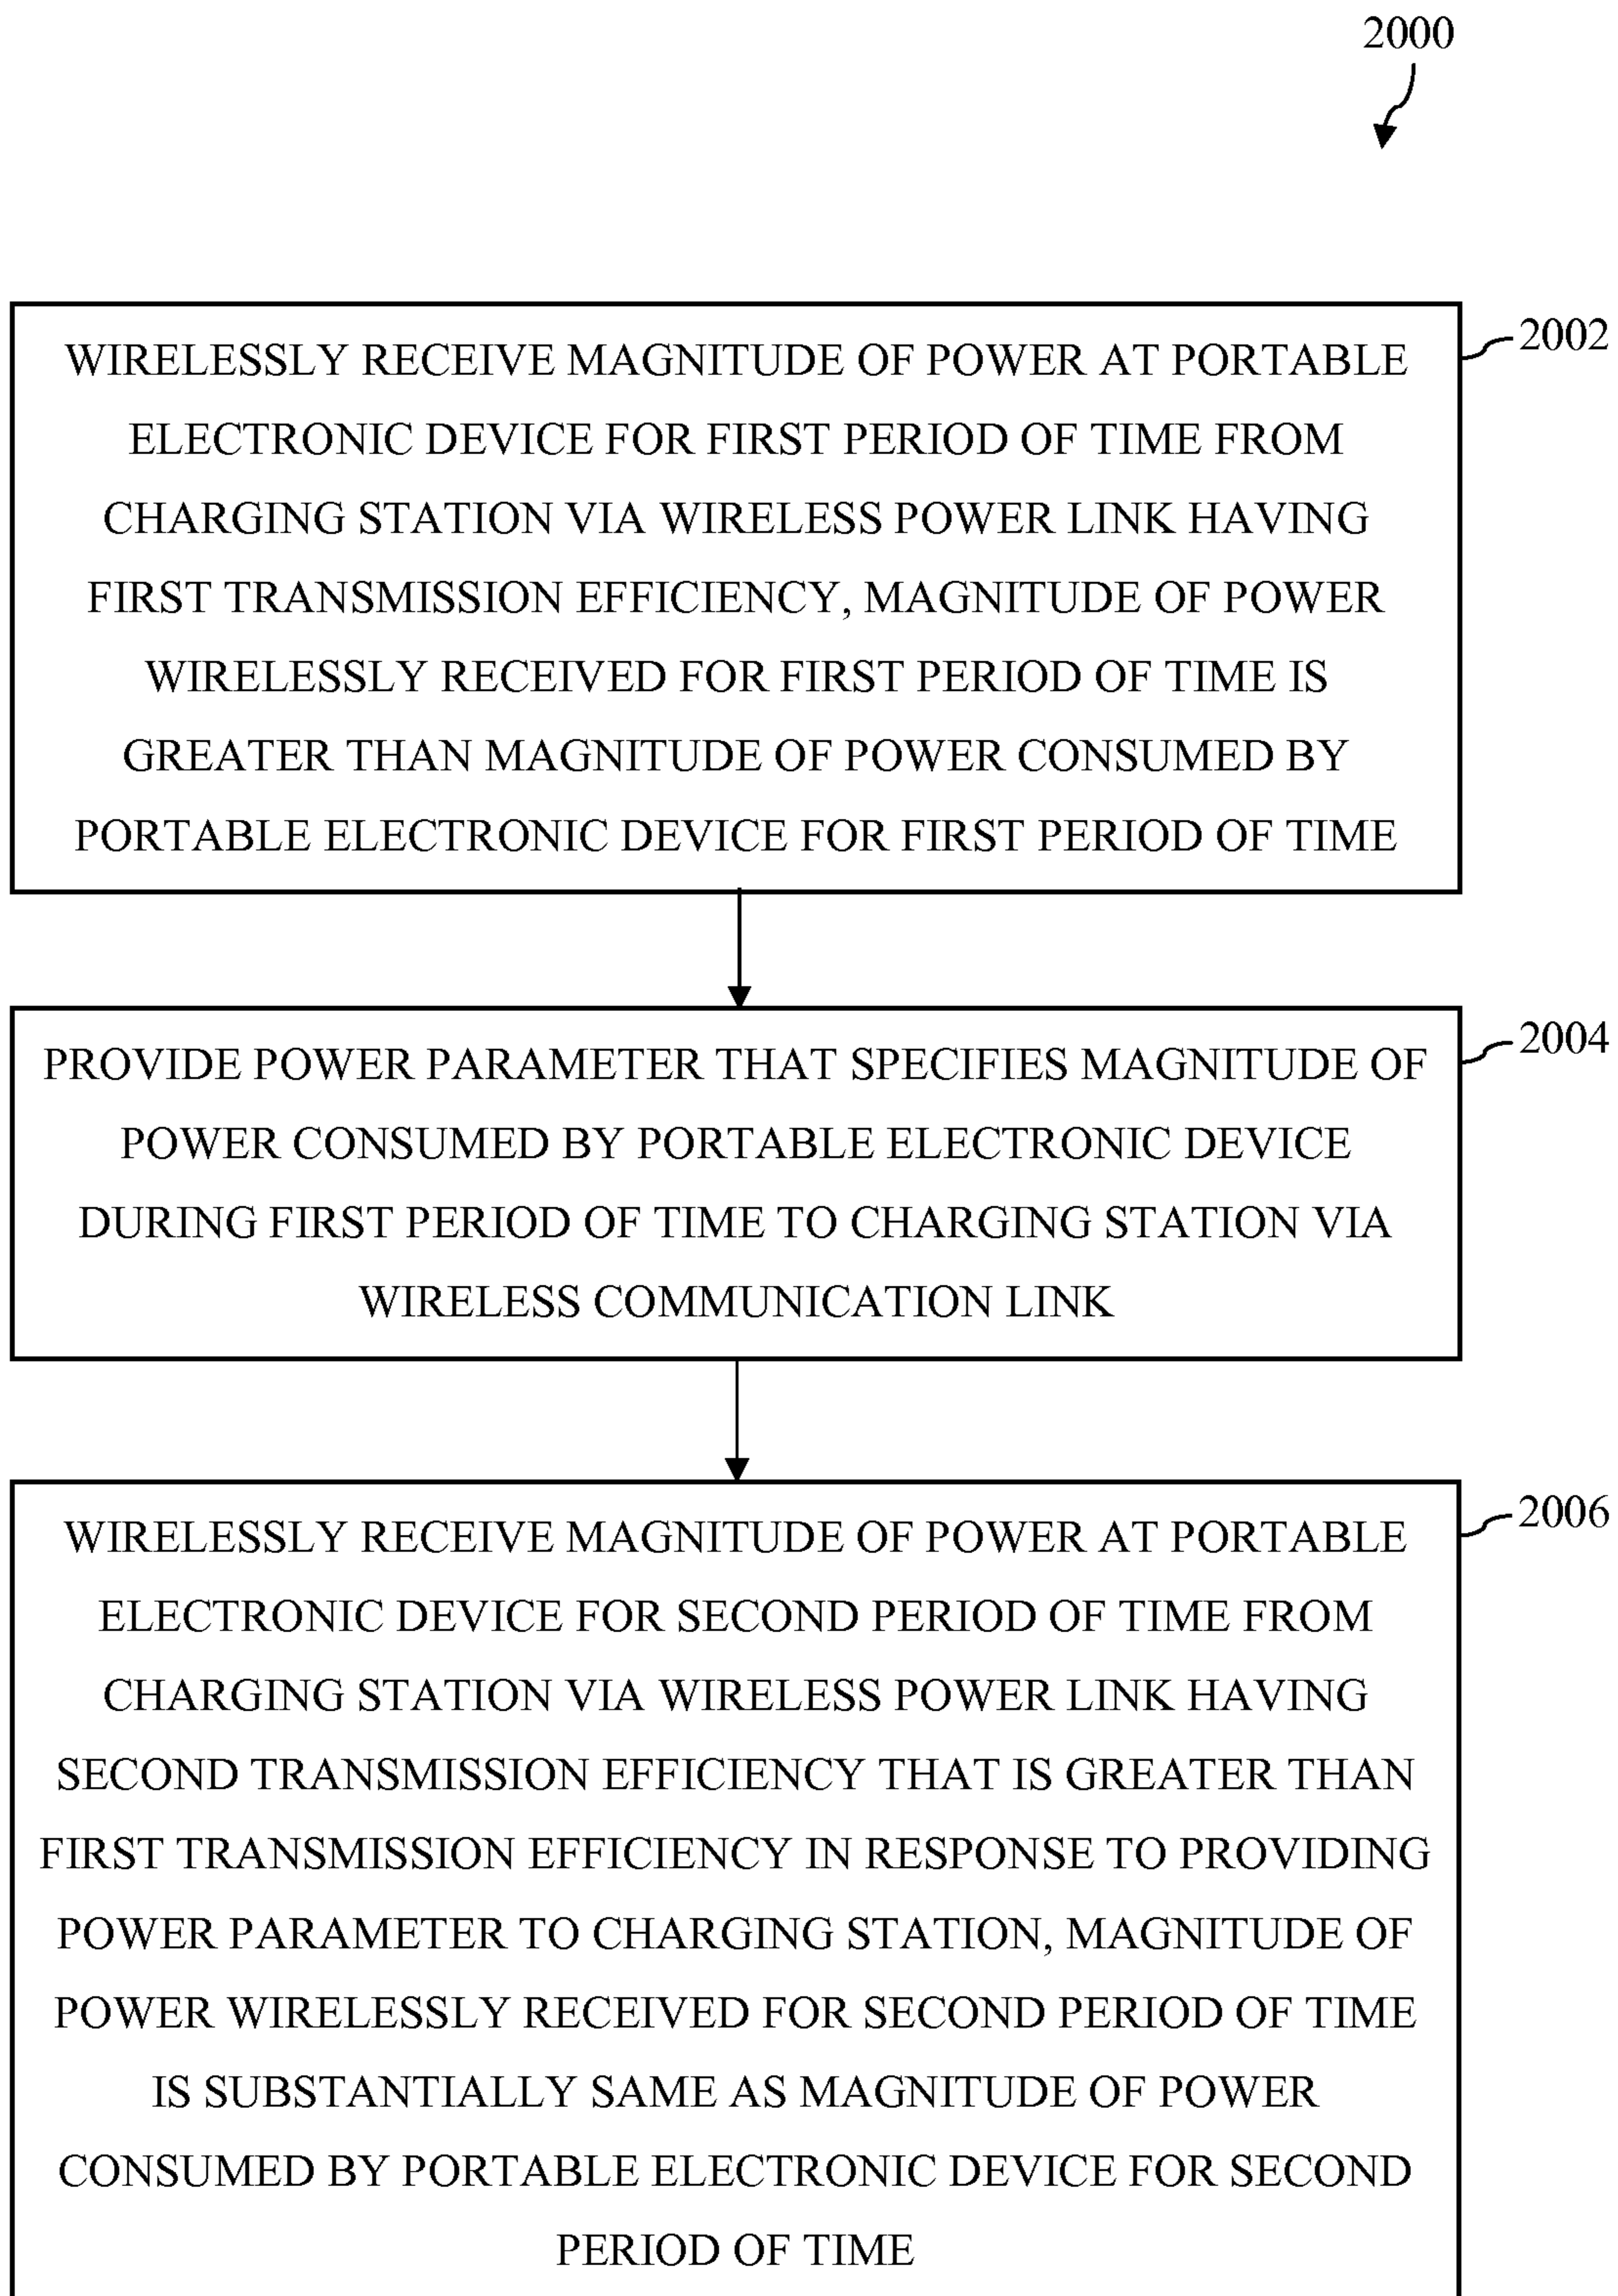 2000
WIRELESSLY RECEIVE MAGNITUDE OF POWER AT PORTABLE
ELECTRONIC DEVICE FOR FIRST PERIOD OF TIME FROM
CHARGING STATION VIA WIRELESS POWER LINK HAVING
FIRST TRANSMISSION EFFICIENCY, MAGNITUDE OF POWER
WIRELESSLY RECEIVED FOR FIRST PERIOD OF TIME IS
GREATER THAN MAGNITUDE OF POWER CONSUMED BY
PORTABLE ELECTRONIC DEVICE FOR FIRST PERIOD OF TIME
2002
PROVIDE POWER PARAMETER THAT SPECIFIES MAGNITUDE OF
POWER CONSUMED BY PORTABLE ELECTRONIC DEVICE
DURING FIRST PERIOD OF TIME TO CHARGING STATION VIA
WIRELESS COMMUNICATION LINK
2004
WIRELESSLY RECEIVE MAGNITUDE OF POWER AT PORTABLE
ELECTRONIC DEVICE FOR SECOND PERIOD OF TIME FROM
CHARGING STATION VIA WIRELESS POWER LINK HAVING
SECOND TRANSMISSION EFFICIENCY THAT IS GREATER THAN
FIRST TRANSMISSION EFFICIENCY IN RESPONSE TO PROVIDING
POWER PARAMETER TO CHARGING STATION, MAGNITUDE OF
POWER WIRELESSLY RECEIVED FOR SECOND PERIOD OF TIME
IS SUBSTANTIALLY SAME AS MAGNITUDE OF POWER
CONSUMED BY PORTABLE ELECTRONIC DEVICE FOR SECOND
PERIOD OF TIME
2006